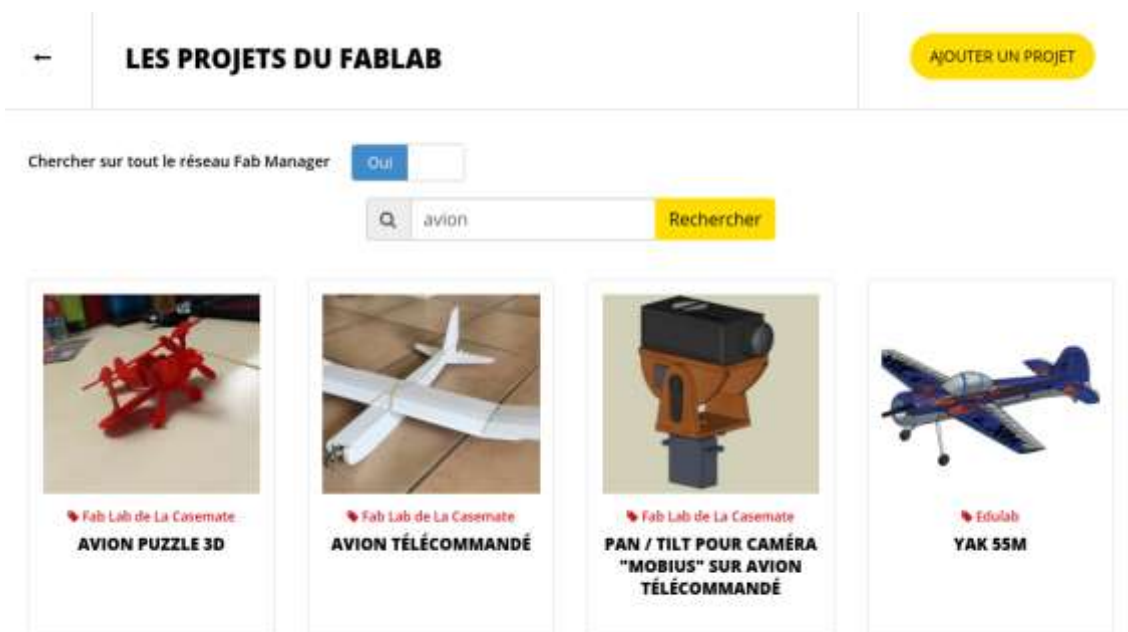 LES PROJETS DU FABLAB
AJOUTER UN PROJET
Chercher sur tout le réseau Fab Manager
Oui
avion
Rechercher
Fab Lab de La Casemate
AVION PUZZLE 3D
Fab Lab de La Casemate
AVION TÉLÉCOMMANDÉ
Fab Lab de La Casemate
PAN / TILT POUR CAMÉRA
"MOBIUS" SUR AVION
TÉLÉCOMMANDÉ
Edulab
YAK 55M